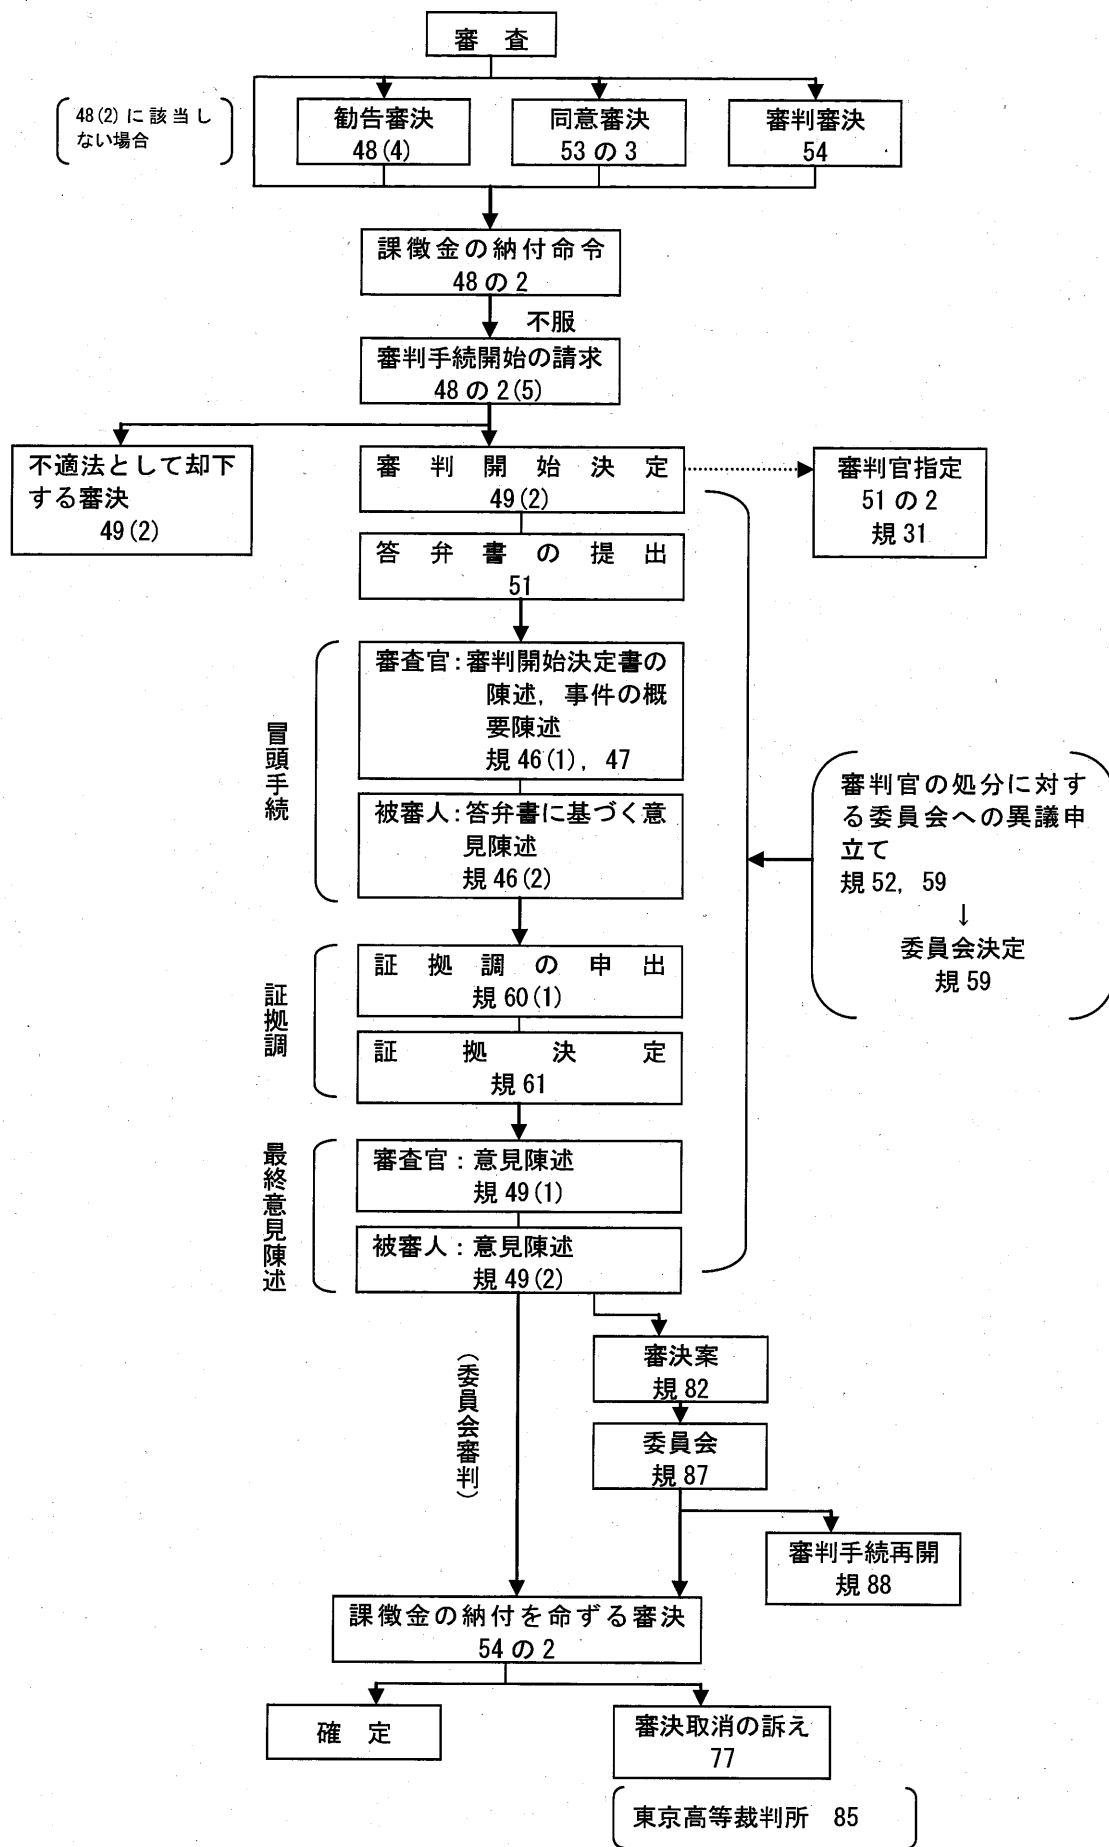 審査
48(2)に該当し
ない場合
勧告審決
48(4)
同意審決
53の3
審判審決
54
課徴金の納付命令
48の2
不服
審判手続開始の請求
48の2(5)
不適法として却下
する審決
49(2)
審判開始決定
49(2)
審判官指定
51の2
規31
答弁書の提出
51
冒頭手続
審査官：審判開始決定書の
陳述，事件の概
要陳述
規46(1)，47
被審人：答弁書に基づく意
見陳述
規46(2)
審判官の処分に対す
る委員会への異議申
立て
規52，59
↓
委員会決定
規59
証拠調
証拠調の申出
規60(1)
証拠決定
規61
最終意見陳述
審査官：意見陳述
規49(1)
被審人：意見陳述
規49(2)
（委員会審判）
審決案
規82
委員会
規87
審判手続再開
規88
課徴金の納付を命ずる審決
54の2
確定
審決取消の訴え
77
東京高等裁判所　85